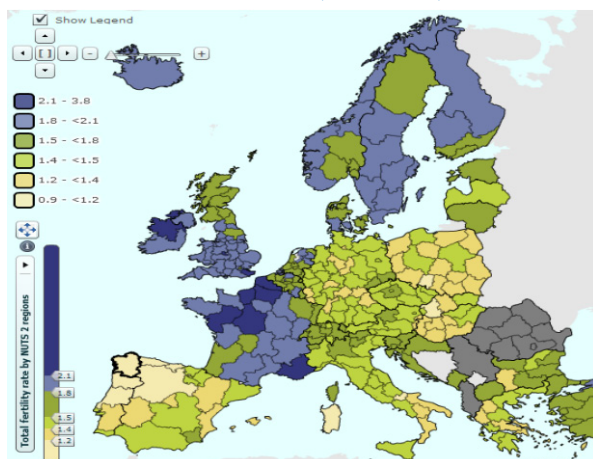 Show Legend
2.1 - 3.8
1.8 - <2.1
1.5 - <1.8
1.4 - <1.5
1.2 - <1.4
0.9 - <1.2
Total fertility rate by NUTS 2 regions
2.1
1.8
1.5
1.4
1.2